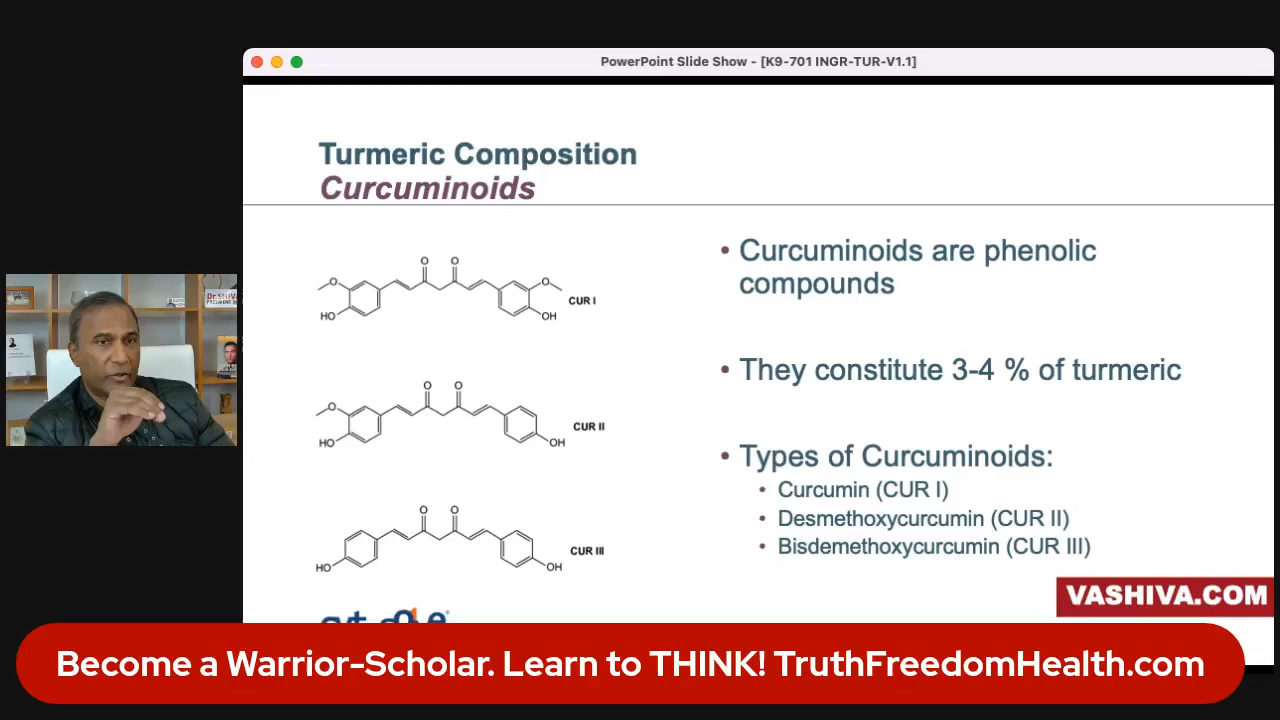 PowerPoint Slide Show - [K9-701 INGR-TUR-V1.1]
Turmeric Composition
Curcuminoids
O O
O O
HO OH
CUR I
O O
O
HO OH
CUR II
O O
HO OH
CUR III
• Curcuminoids are phenolic
compounds
• They constitute 3-4 % of turmeric
• Types of Curcuminoids:
• Curcumin (CUR I)
• Desmethoxycurcumin (CUR II)
• Bisdemethoxycurcumin (CUR III)
VASHIVA.COM
Become a Warrior-Scholar. Learn to THINK! TruthFreedomHealth.com